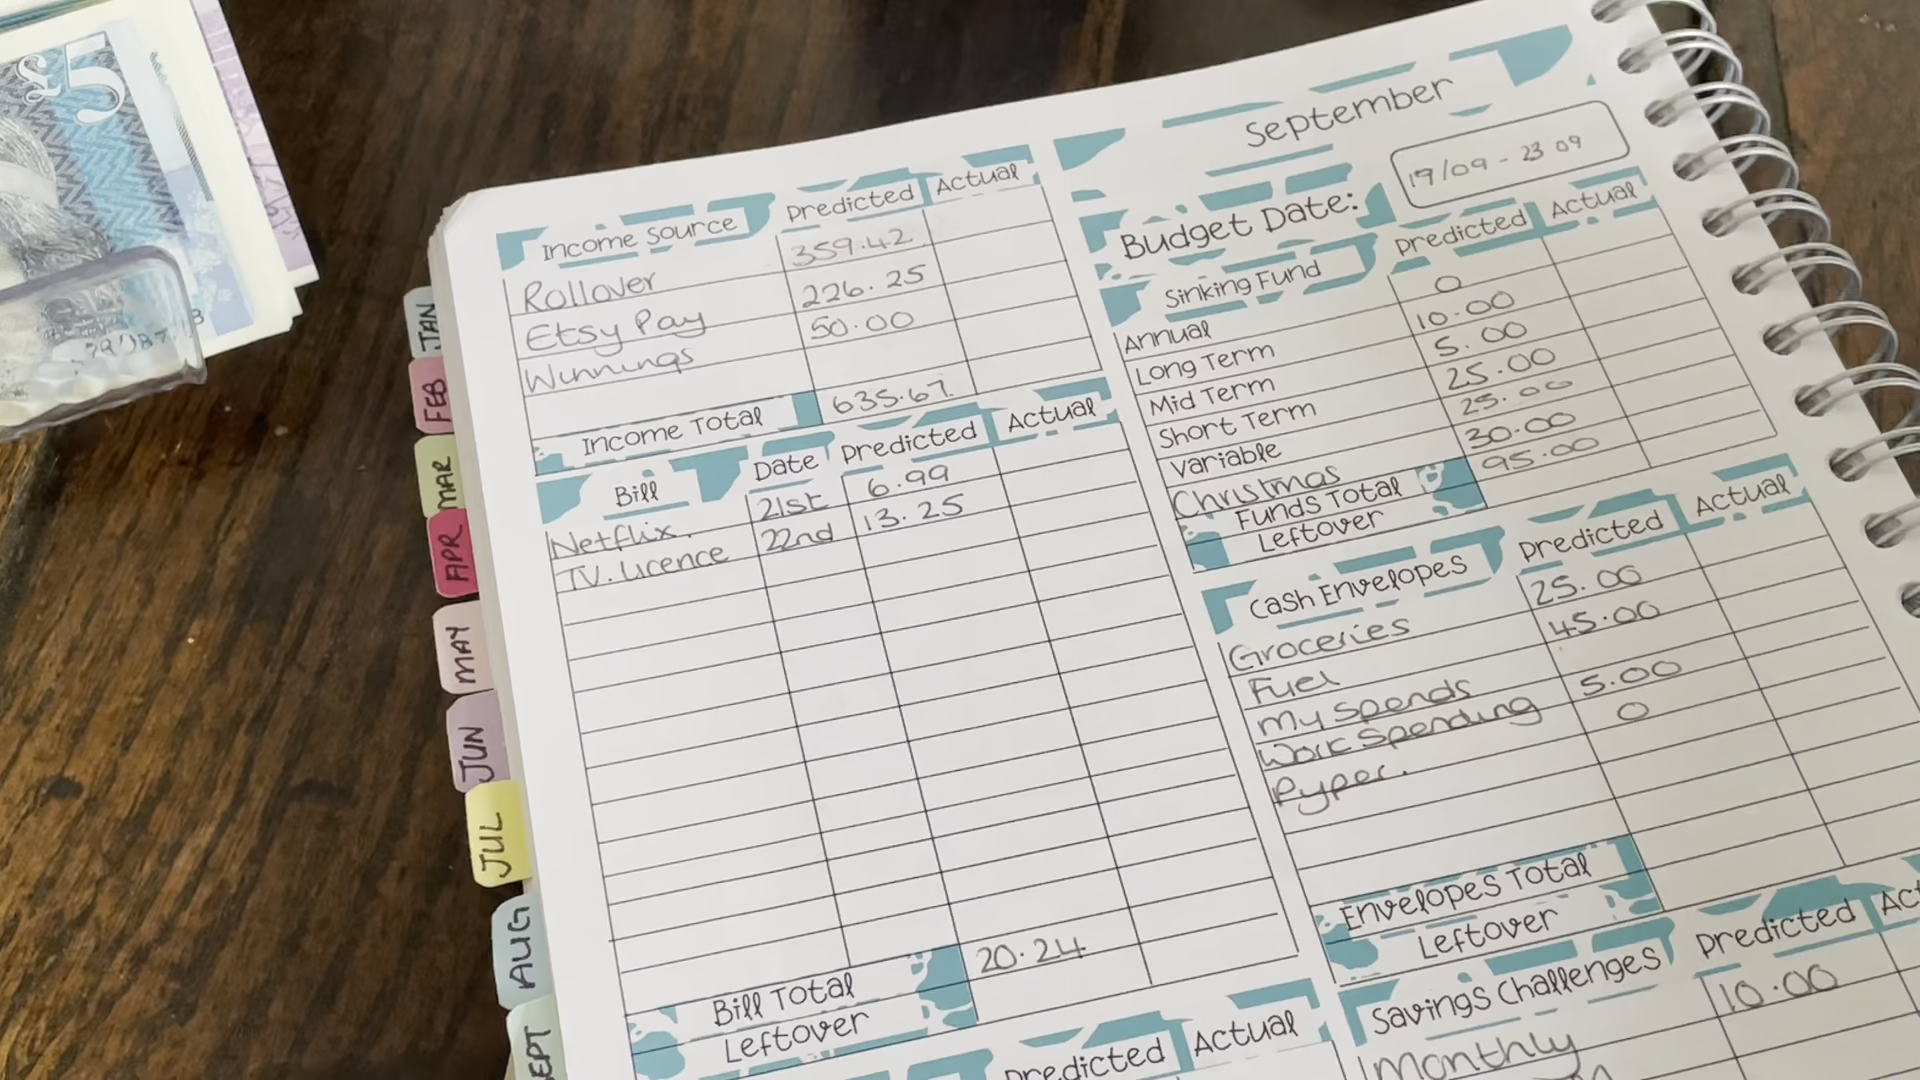 £5
September
Budget Date: 19/09 - 23 09
Income Source Predicted Actual
Rollover 359.42
Etsy Pay 226.25
Winnings 50.00
Income Total 635.67
Bill Date Predicted Actual
Netflix. 21st 6.99
TV. Licence 22nd 13.25
Bill Total 20.24
Leftover
Predicted Actual
Sinking Fund Predicted Actual
Annual 0
Long Term 10.00
Mid Term 5.00
Short Term 25.00
Variable 25.00
Christmas 30.00
Funds Total 95.00
Leftover
Cash Envelopes Predicted Actual
Groceries 25.00
Fuel 45.00
My Spends
Work Spending 5.00
Pyper. 0
Envelopes Total
Leftover
Savings Challenges Predicted Act
Monthly 10.00
JAN
FEB
MAR
APR
MAY
JUN
JUL
AUG
SEPT